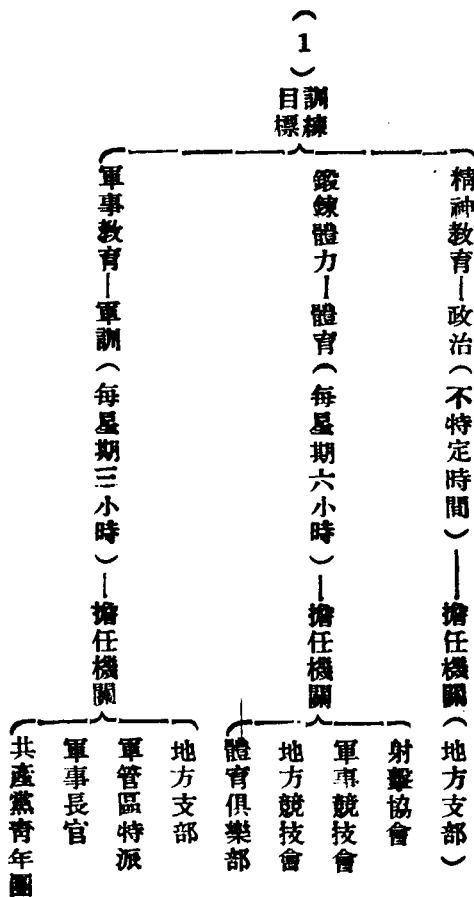 （1）訓練目標
精神教育—政治（不特定時間）——擔任機關（地方支部）
鍛鍊體力—體育（每星期六小時）—擔任機關
射擊協會
軍事競技會
地方競技會
體育俱樂部
軍事教育—軍訓（每星期三小時）—擔任機關
地方支部
軍管區特派
軍事長官
共產黨青年團